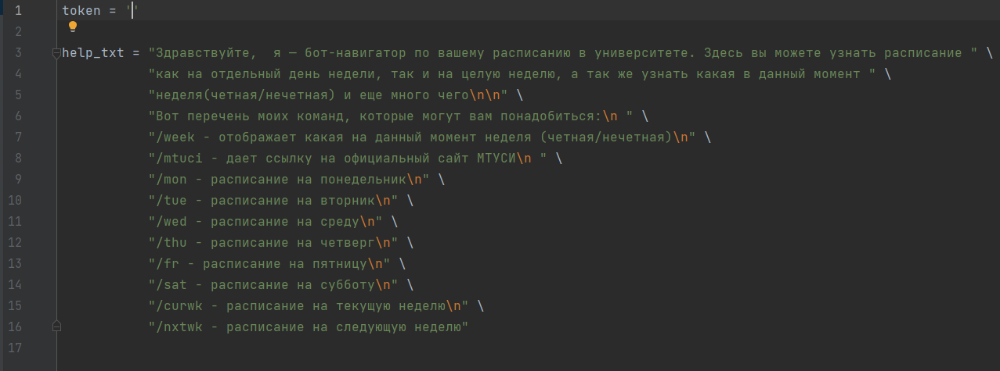 1 token = ''
2
3 help_txt = "Здравствуйте,  я — бот-навигатор по вашему расписанию в университете. Здесь вы можете узнать расписание " \
4 "как на отдельный день недели, так и на целую неделю, а так же узнать какая в данный момент " \
5 "неделя(четная/нечетная) и еще много чего\n\n" \
6 "Вот перечень моих команд, которые могут вам понадобиться:\n " \
7 "/week - отображает какая на данный момент неделя (четная/нечетная)\n" \
8 "/mtuci - дает ссылку на официальный сайт МТУСИ\n " \
9 "/mon - расписание на понедельник\n" \
10 "/tue - расписание на вторник\n" \
11 "/wed - расписание на среду\n" \
12 "/thu - расписание на четверг\n" \
13 "/fr - расписание на пятницу\n" \
14 "/sat - расписание на субботу\n" \
15 "/curwk - расписание на текущую неделю\n" \
16 "/nxtwk - расписание на следующую неделю"
17